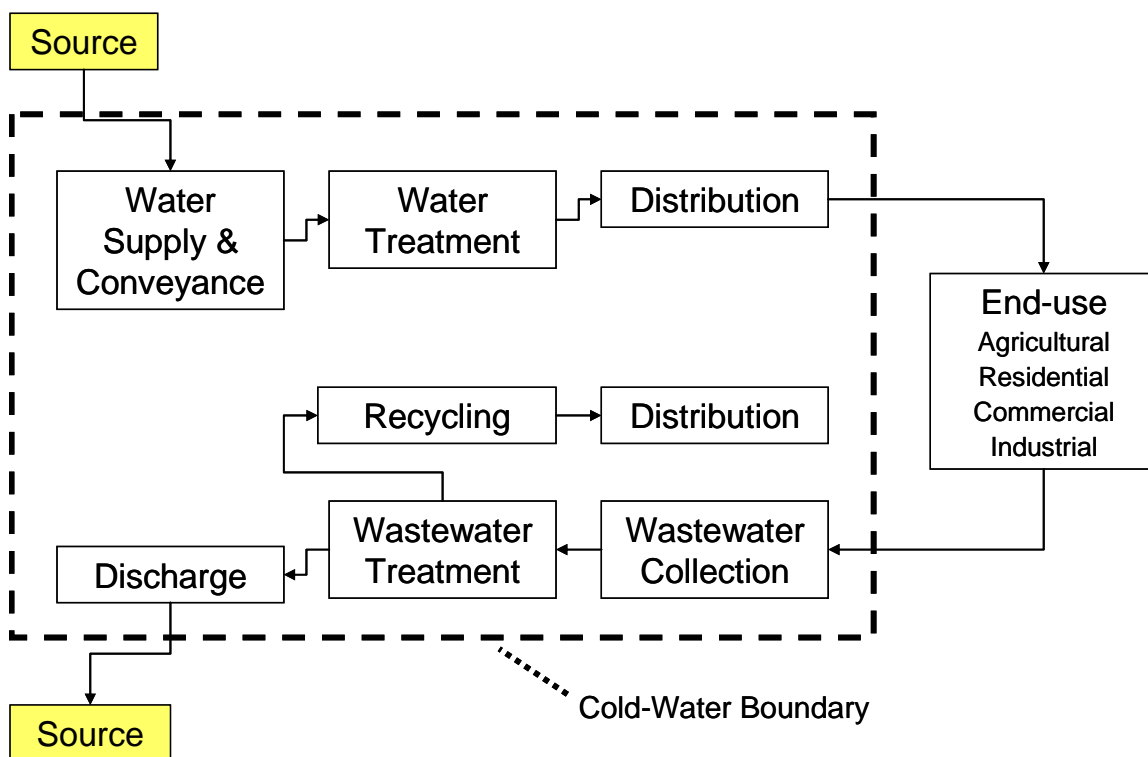 Source
Water
Supply &
Conveyance
Water
Treatment
Distribution
End-use
Agricultural
Residential
Commercial
Industrial
Recycling
Distribution
Wastewater
Treatment
Wastewater
Collection
Discharge
Cold-Water Boundary
Source